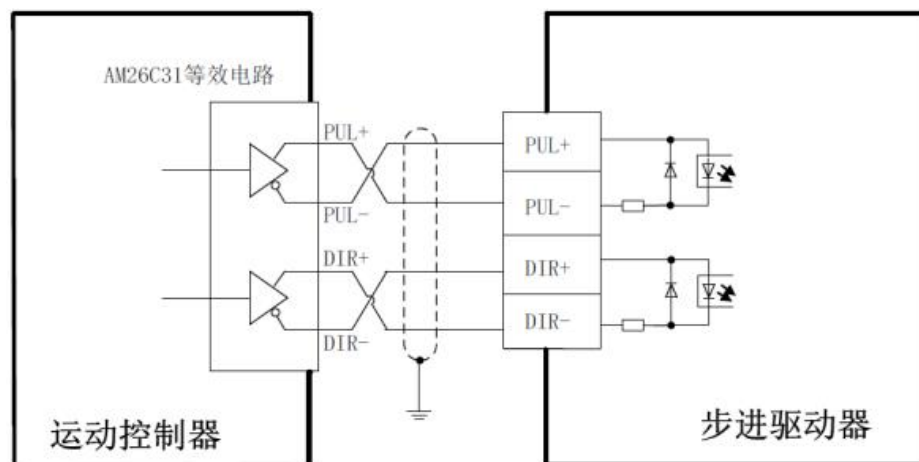 AM26C31等效电路
PUL+
PUL-
DIR+
DIR-
PUL+
PUL-
DIR+
DIR-
运动控制器
步进驱动器